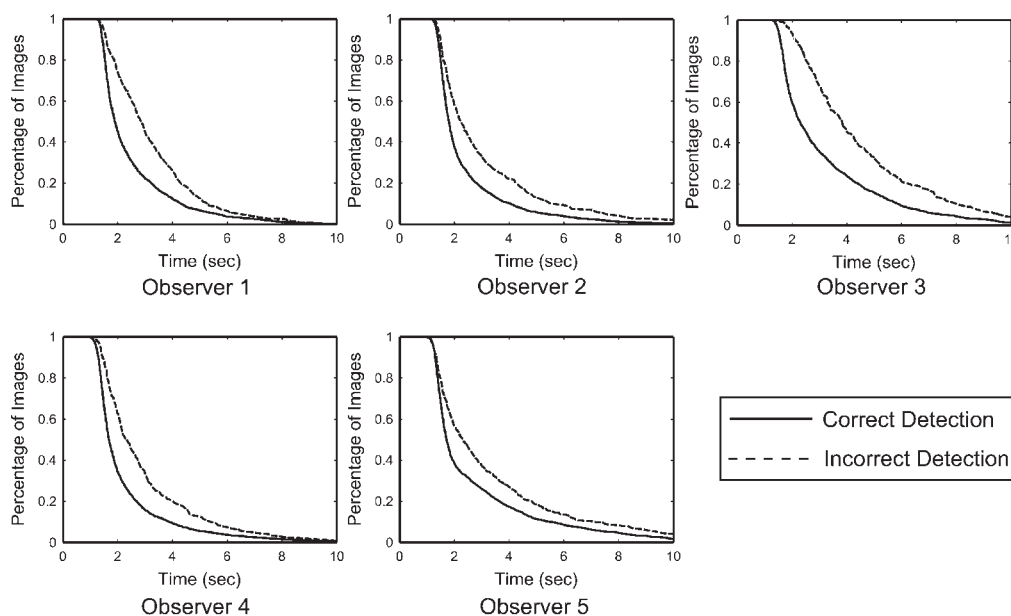 Percentage of Images
1
0.8
0.6
0.4
0.2
0
0 2 4 6 8 10
Time (sec)
Observer 1
Percentage of Images
1
0.8
0.6
0.4
0.2
0
0 2 4 6 8 10
Time (sec)
Observer 2
Percentage of Images
1
0.8
0.6
0.4
0.2
0
0 2 4 6 8 10
Time (sec)
Observer 3
Percentage of Images
1
0.8
0.6
0.4
0.2
0
0 2 4 6 8 10
Time (sec)
Observer 4
Percentage of Images
1
0.8
0.6
0.4
0.2
0
0 2 4 6 8 10
Time (sec)
Observer 5
Correct Detection
Incorrect Detection